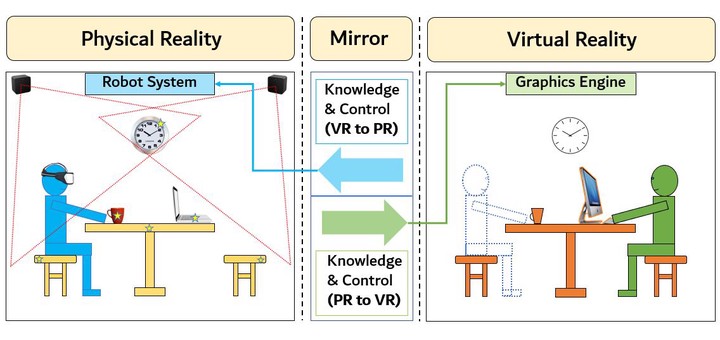 Physical Reality
Mirror
Virtual Reality
Robot System
Knowledge
& Control
(VR to PR)
Graphics Engine
Knowledge
& Control
(PR to VR)